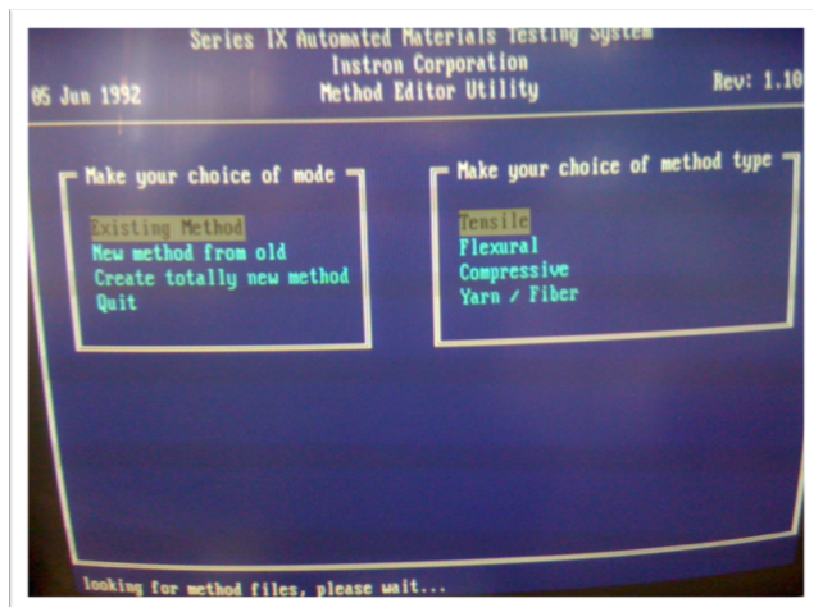 Series IX Automated Materials Testing System
Instron Corporation
05 Jun 1992 Method Editor Utility Rev: 1.10
Make your choice of mode
Existing Method
New method from old
Create totally new method
Quit
Make your choice of method type
Tensile
Flexural
Compressive
Yarn / Fiber
looking for method files, please wait...